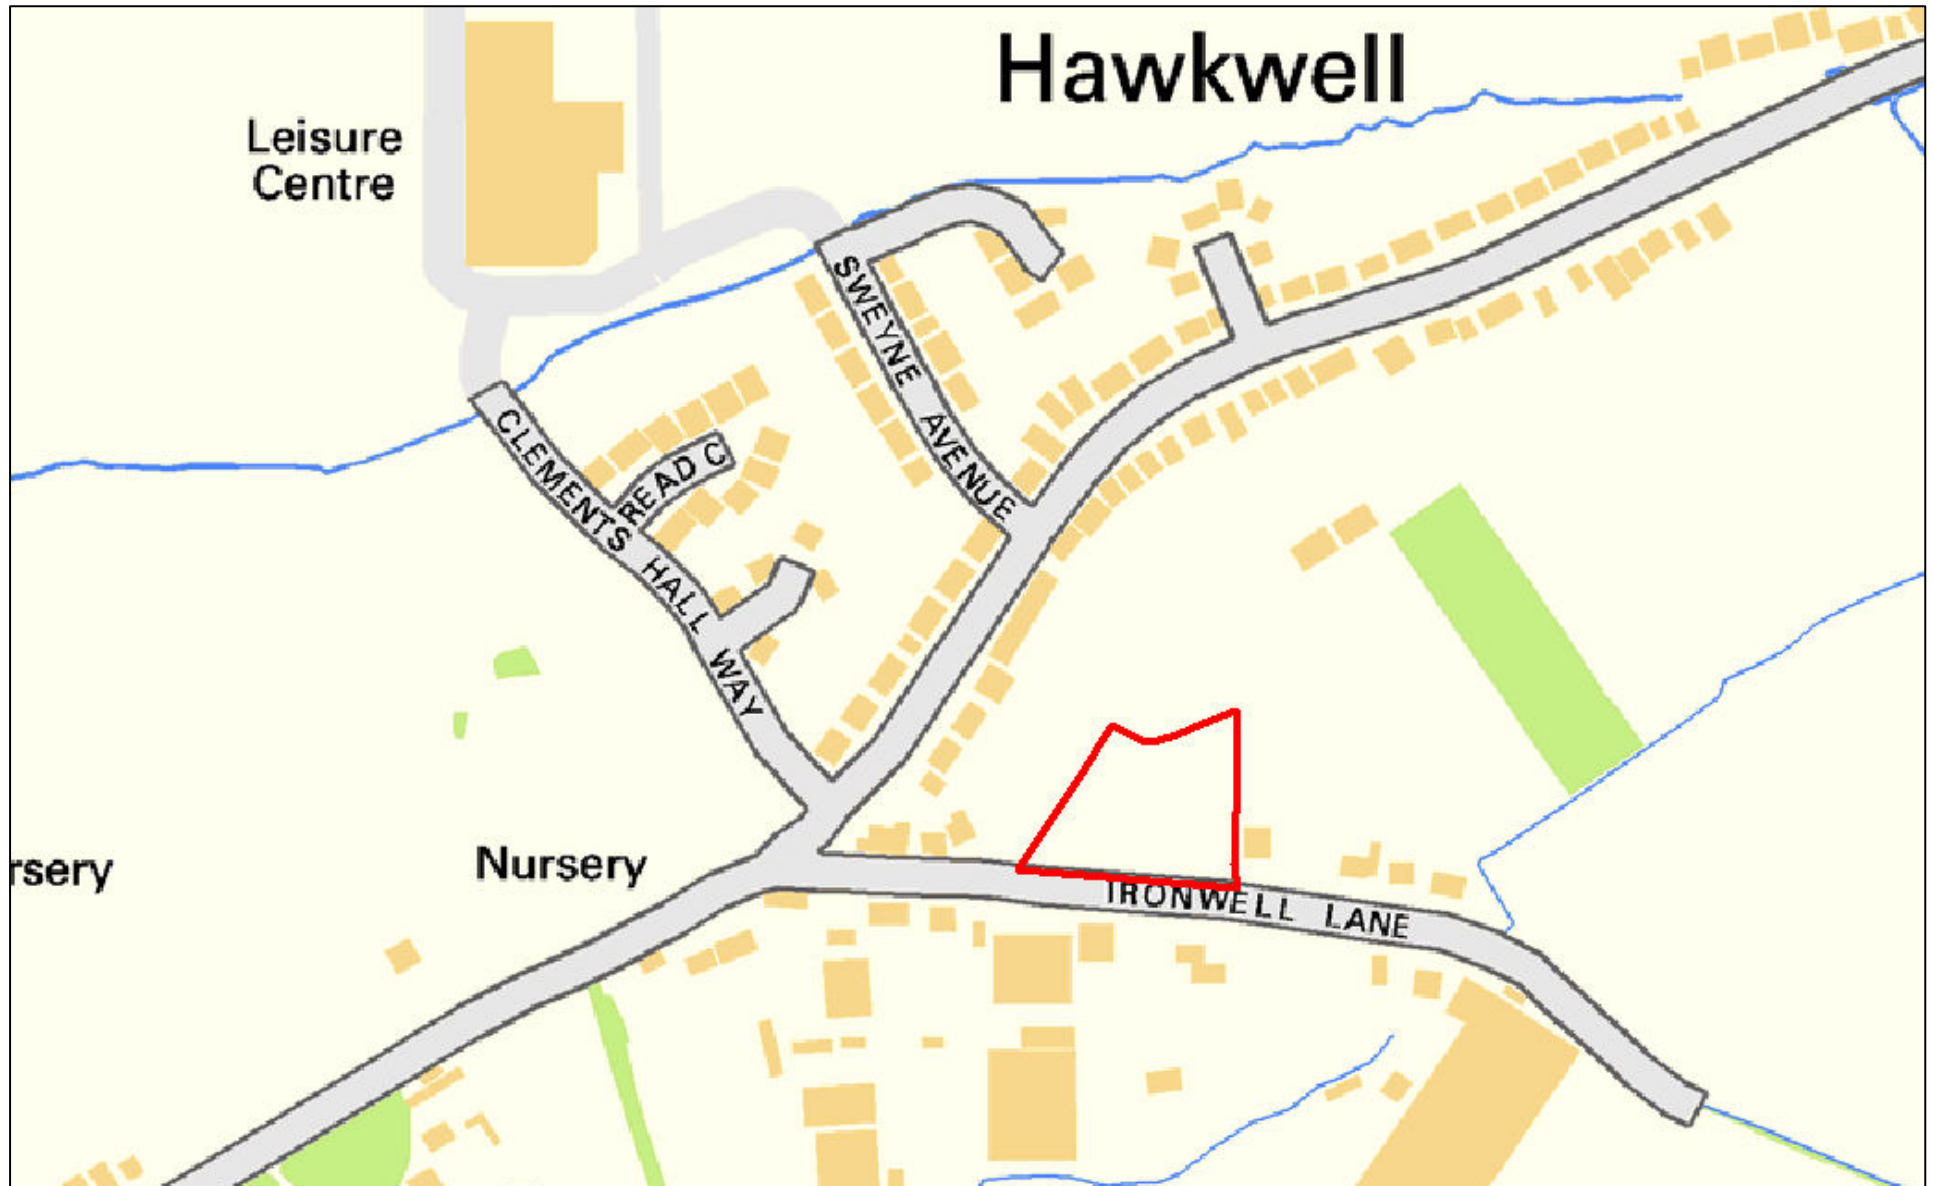 Hawkwell
Leisure
Centre
SWEYNE AVENUE
CLEMENTS HALL WAY
READ C
Nursery
rsery
IRONWELL LANE